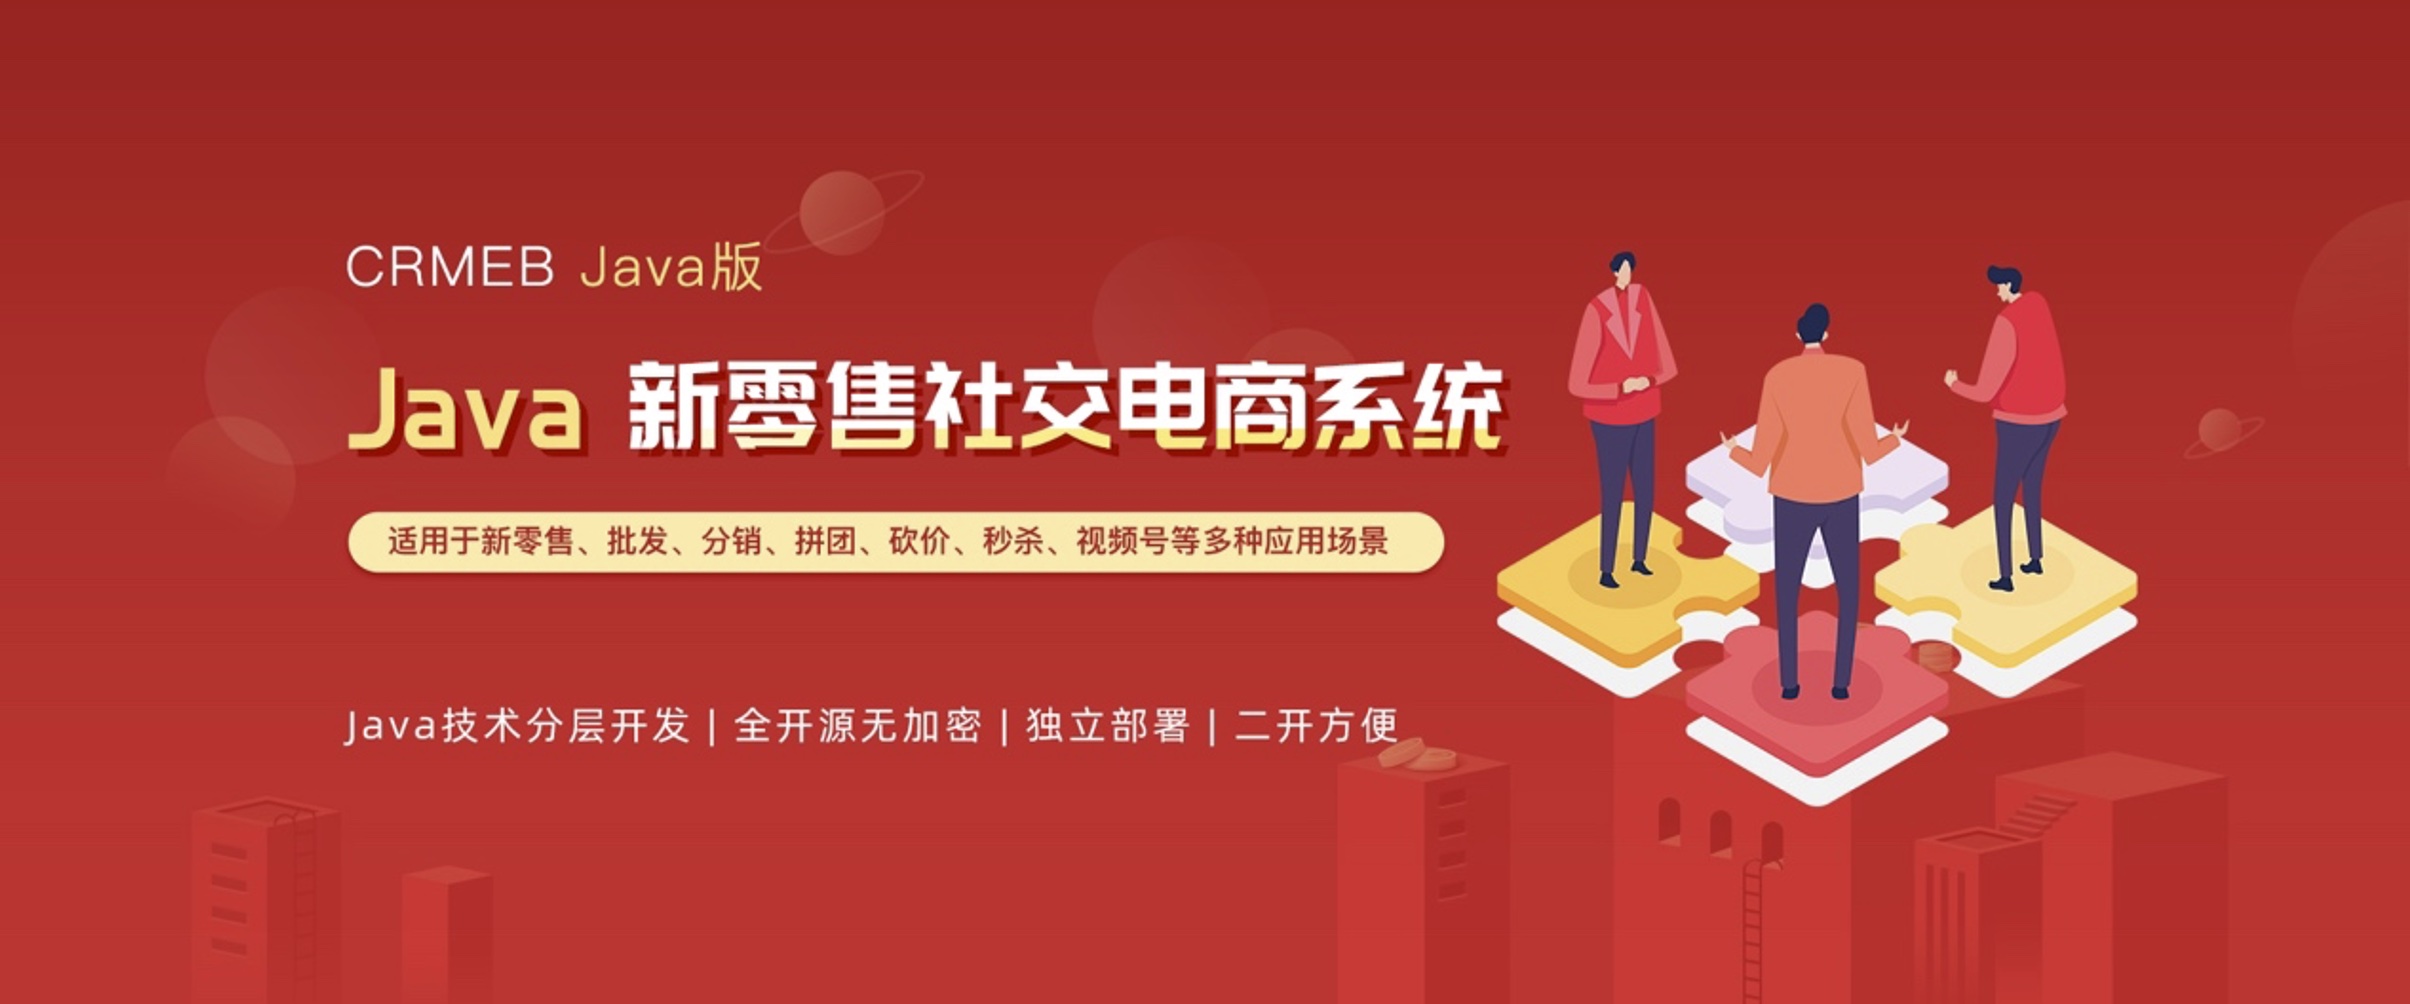 CRMEB Java版
Java 新零售社交电商系统
适用于新零售、批发、分销、拼团、砍价、秒杀、视频号等多种应用场景
Java技术分层开发 | 全开源无加密 | 独立部署 | 二开方便